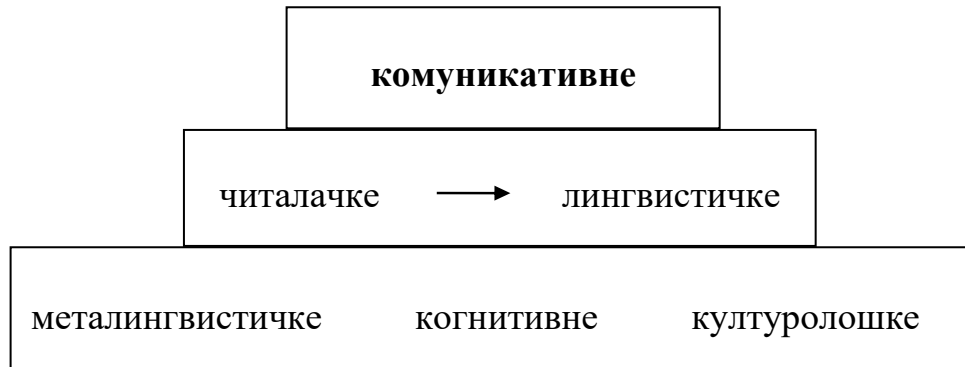 комуникативне
читалачке лингвистичке
металингвистичке когнитивне културолошке